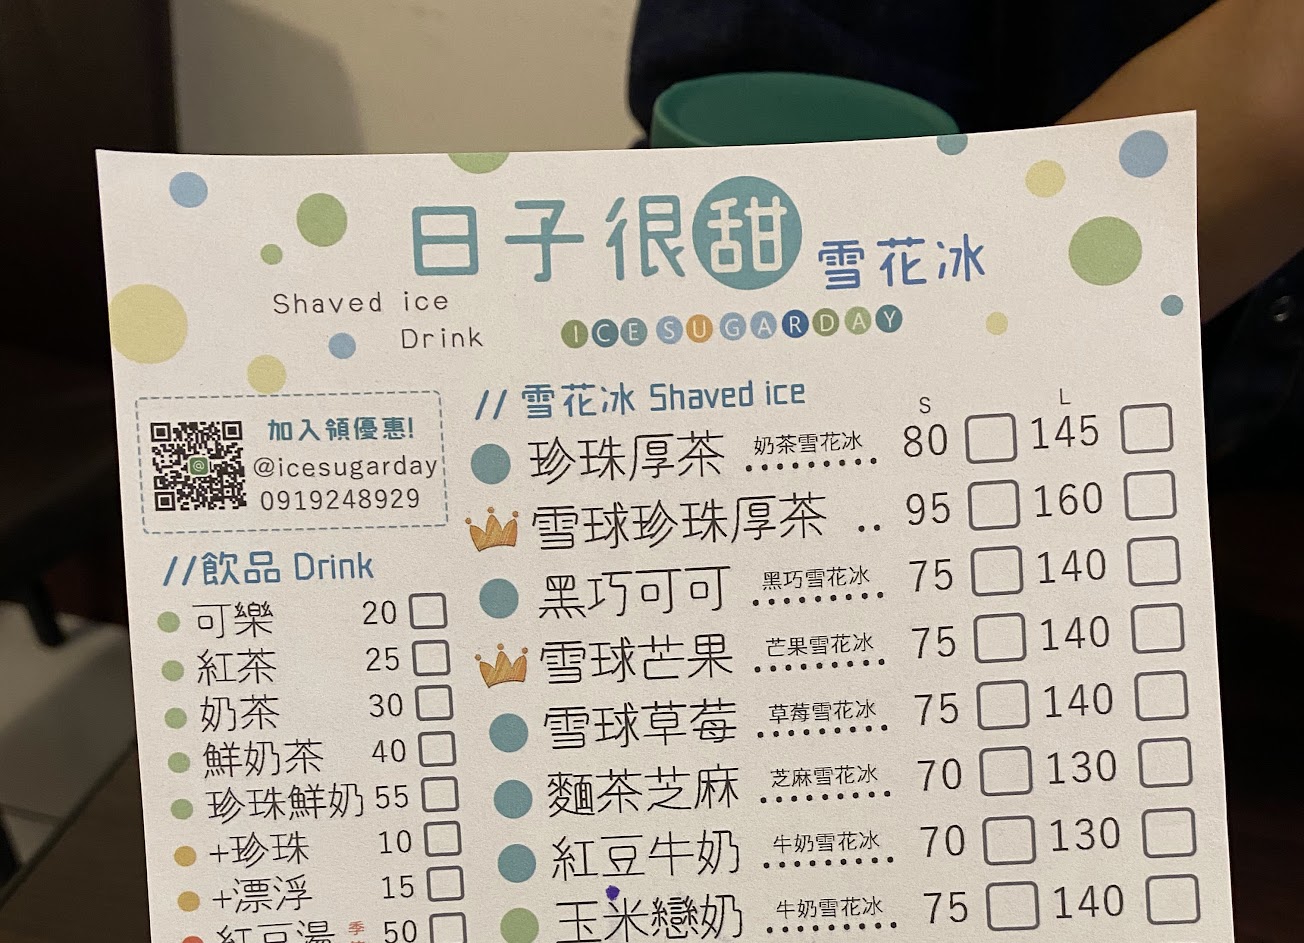 日子很甜 雪花冰
Shaved ice
Drink
ICE SUGARDAY
加入領優惠!
@icesugarday
0919248929
//飲品 Drink
可樂 20
紅茶 25
奶茶 30
鮮奶茶 40
珍珠鮮奶 55
+珍珠 10
+漂浮 15
紅豆湯 季 50
//雪花冰 Shaved ice
S L
珍珠厚茶 奶茶雪花冰 80 145
雪球珍珠厚茶 95 160
黑巧可可 黑巧雪花冰 75 140
雪球芒果 芒果雪花冰 75 140
雪球草莓 草莓雪花冰 75 140
麵茶芝麻 芝麻雪花冰 70 130
紅豆牛奶 牛奶雪花冰 70 130
玉米戀奶 牛奶雪花冰 75 140